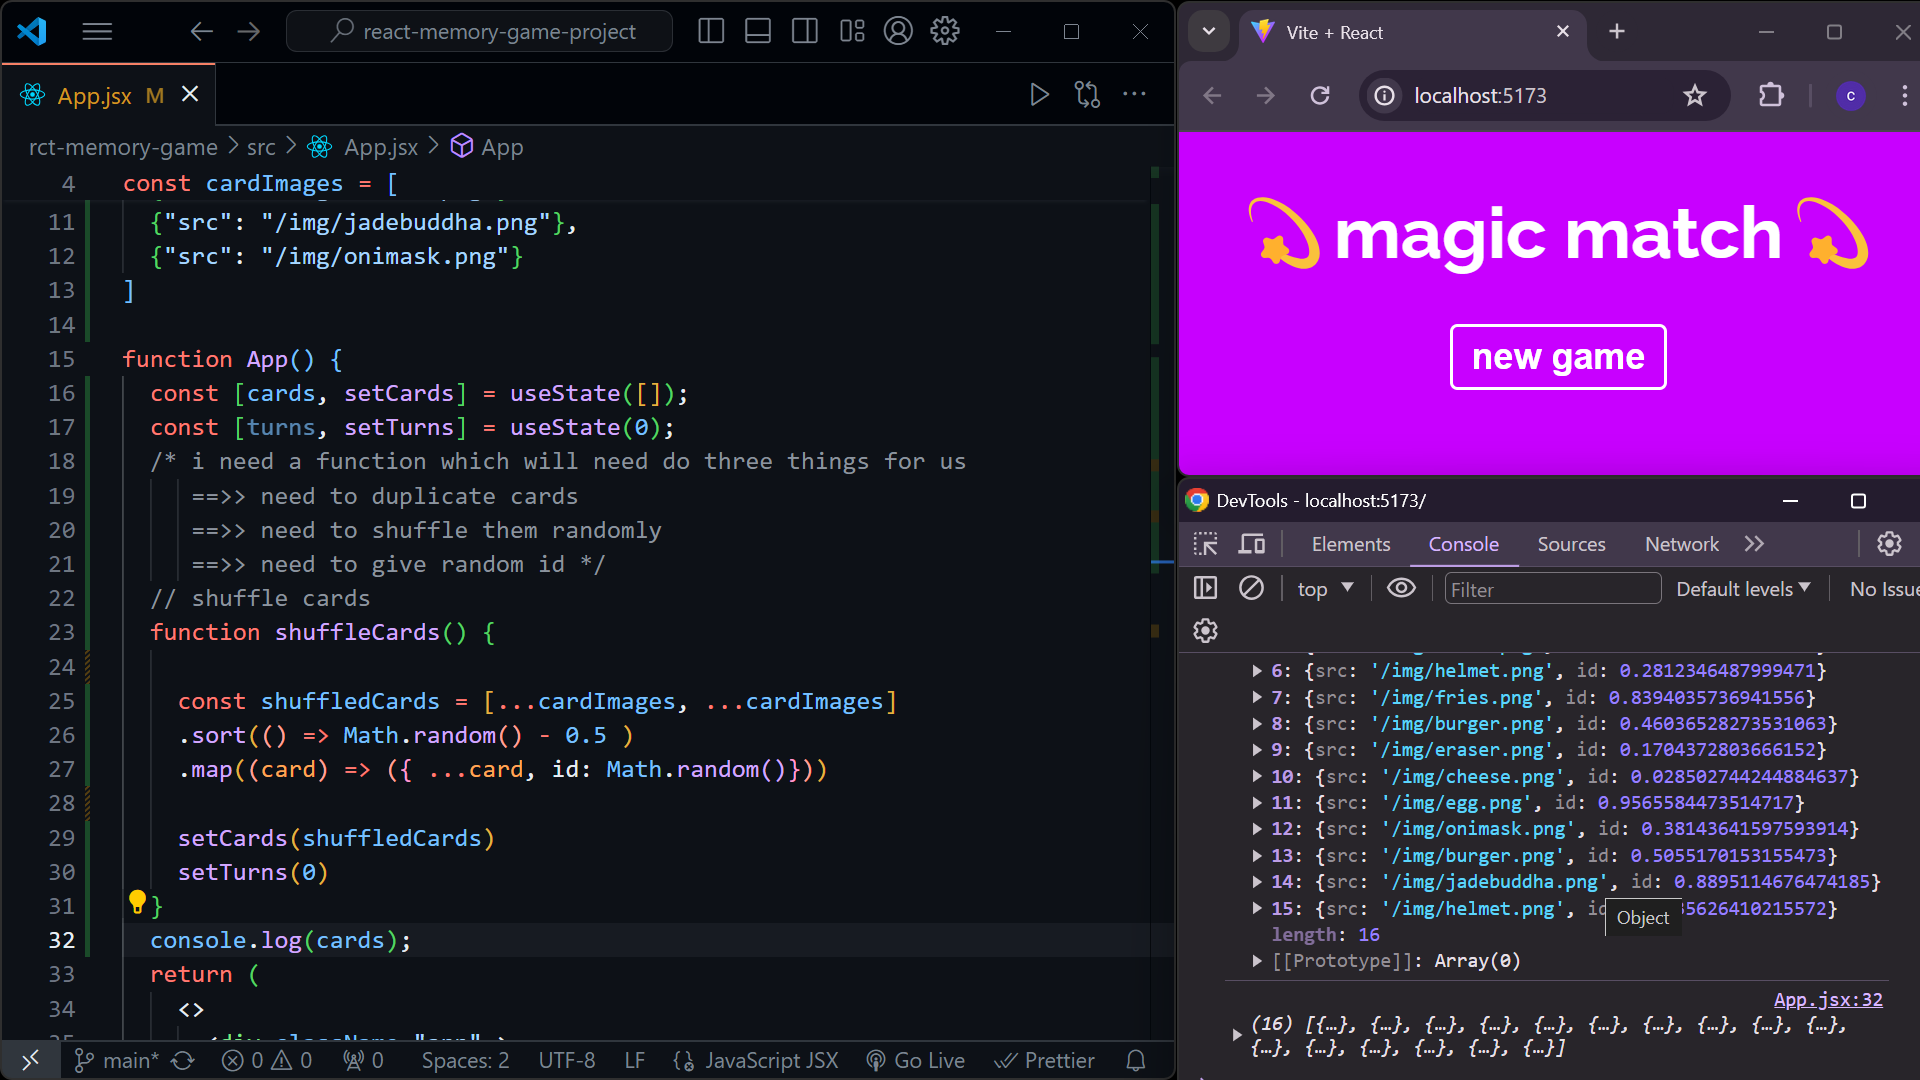 react-memory-game-project
App.jsx M
rct-memory-game > src > App.jsx > App
4 const cardImages = [
11 {"src": "/img/jadebuddha.png"},
12 {"src": "/img/onimask.png"}
13 ]
14
15 function App() {
16 const [cards, setCards] = useState([]);
17 const [turns, setTurns] = useState(0);
18 /* i need a function which will need do three things for us
19 ==>> need to duplicate cards
20 ==>> need to shuffle them randomly
21 ==>> need to give random id */
22 // shuffle cards
23 function shuffleCards() {
24
25 const shuffledCards = [...cardImages, ...cardImages]
26 .sort(() => Math.random() - 0.5 )
27 .map((card) => ({ ...card, id: Math.random()}))
28
29 setCards(shuffledCards)
30 setTurns(0)
31 }
32 console.log(cards);
33 return (
34 <>
main* 0 0 0 Spaces: 2 UTF-8 LF JavaScript JSX Go Live Prettier
Vite + React
localhost:5173
c
magic match
new game
DevTools - localhost:5173/
Elements Console Sources Network
top Filter Default levels No Issue
6: {src: '/img/helmet.png', id: 0.2812346487999471}
7: {src: '/img/fries.png', id: 0.8394035736941556}
8: {src: '/img/burger.png', id: 0.46036528273531063}
9: {src: '/img/eraser.png', id: 0.1704372803666152}
10: {src: '/img/cheese.png', id: 0.028502744244884637}
11: {src: '/img/egg.png', id: 0.9565584473514717}
12: {src: '/img/onimask.png', id: 0.38143641597593914}
13: {src: '/img/burger.png', id: 0.5055170153155473}
14: {src: '/img/jadebuddha.png', id: 0.8895114676474185}
15: {src: '/img/helmet.png', 5626410215572}
Object
length: 16
[[Prototype]]: Array(0)
App.jsx:32
(16) [{…}, {…}, {…}, {…}, {…}, {…}, {…}, {…}, {…}, {…},
{…}, {…}, {…}, {…}, {…}, {…}]